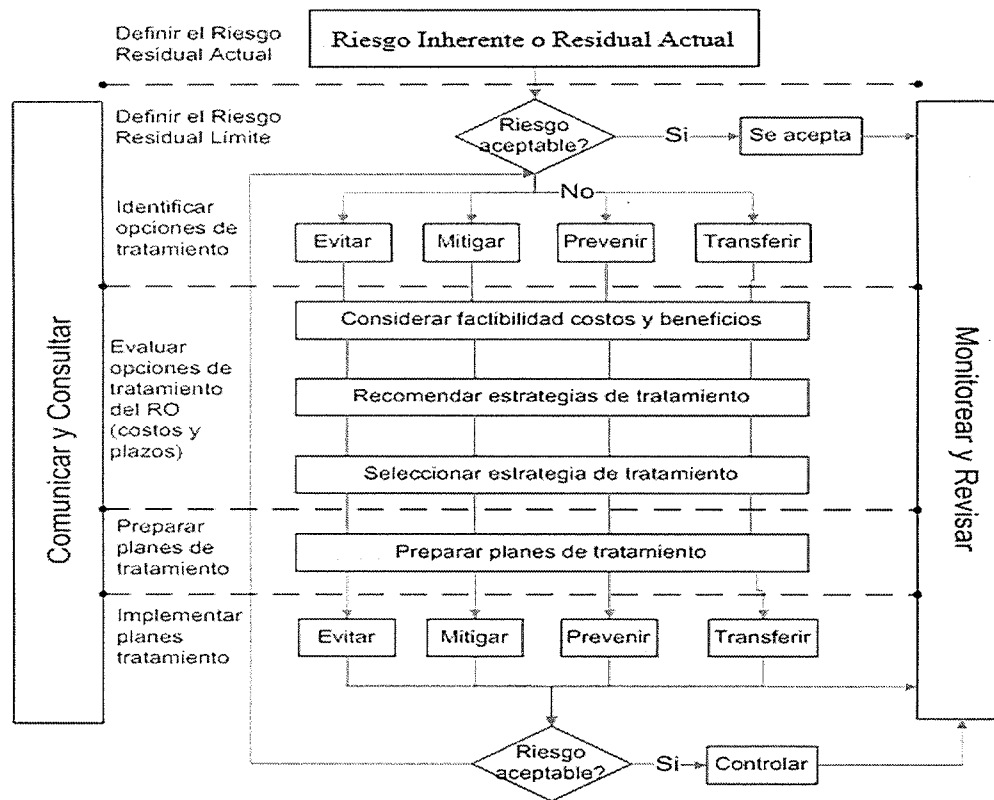 Definir el Riesgo
Residual Actual
Riesgo Inherente o Residual Actual
Definir el Riesgo
Residual Límite
Riesgo
aceptable?
Si
Se acepta
No
Identificar
opciones de
tratamiento
Evitar
Mitigar
Prevenir
Transferir
Comunicar y Consultar
Monitorear y Revisar
Evaluar
opciones de
tratamiento
del RO
(costos y
plazos)
Considerar factibilidad costos y beneficios
Recomendar estrategias de tratamiento
Seleccionar estrategia de tratamiento
Preparar
planes de
tratamiento
Preparar planes de tratamiento
Implementar
planes
tratamiento
Evitar
Mitigar
Prevenir
Transferir
Riesgo
aceptable?
Si
Controlar